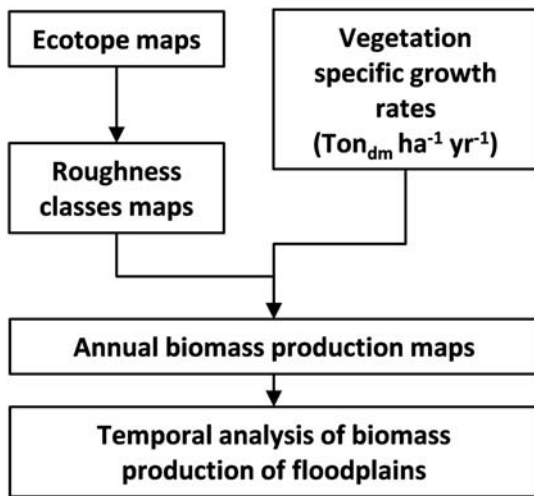 Ecotope maps
Vegetation
specific growth
rates
(Ton_dm ha⁻¹ yr⁻¹)
Roughness
classes maps
Annual biomass production maps
Temporal analysis of biomass
production of floodplains